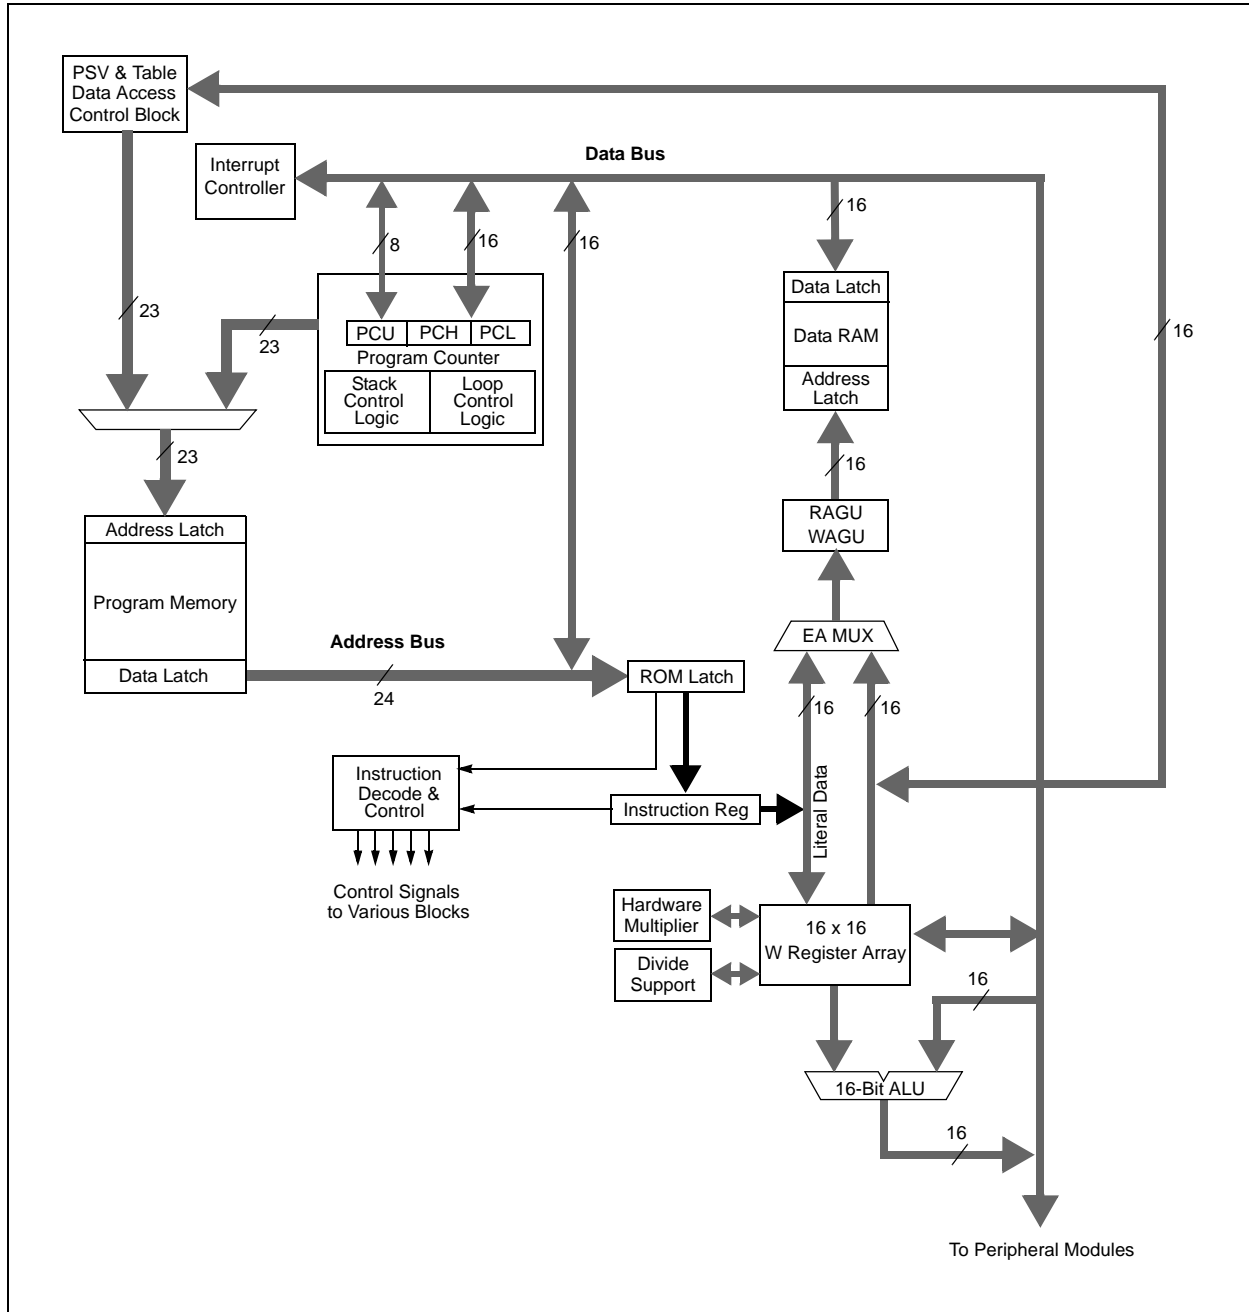 PSV & Table
Data Access
Control Block
Interrupt
Controller
Data Bus
16
8
16
16
23
23
16
PCU
PCH
PCL
Program Counter
Stack
Control
Logic
Loop
Control
Logic
Data Latch
Data RAM
Address
Latch
23
16
Address Latch
Program Memory
Data Latch
RAGU
WAGU
EA MUX
Address Bus
24
ROM Latch
16
16
Instruction
Decode &
Control
Instruction Reg
Literal Data
Control Signals
to Various Blocks
Hardware
Multiplier
Divide
Support
16 x 16
W Register Array
16
16-Bit ALU
16
To Peripheral Modules